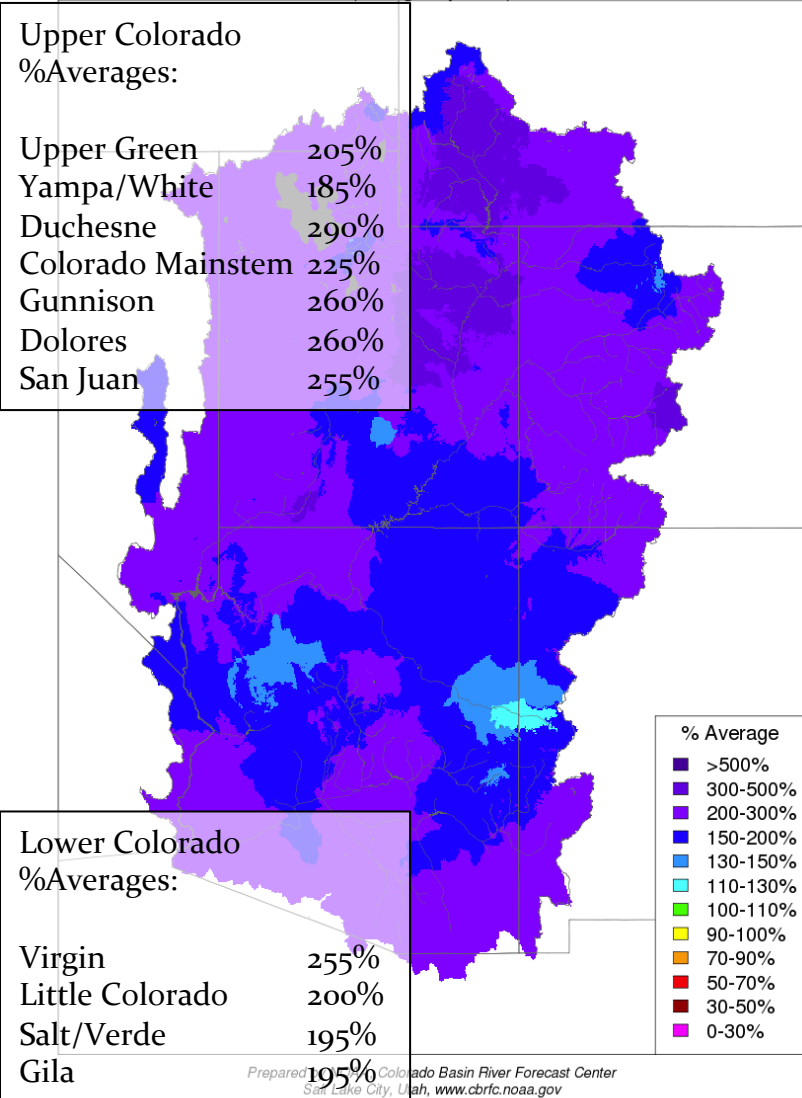 Upper Colorado
%Averages:
Upper Green 205%
Yampa/White 185%
Duchesne 290%
Colorado Mainstem 225%
Gunnison 260%
Dolores 260%
San Juan 255%
% Average
>500%
300-500%
200-300%
150-200%
130-150%
110-130%
100-110%
90-100%
70-90%
50-70%
30-50%
0-30%
Lower Colorado
%Averages:
Virgin 255%
Little Colorado 200%
Salt/Verde 195%
Gila 195%
Prepared Colorado Basin River Forecast Center
Salt Lake City, Utah, www.cbrfc.noaa.gov